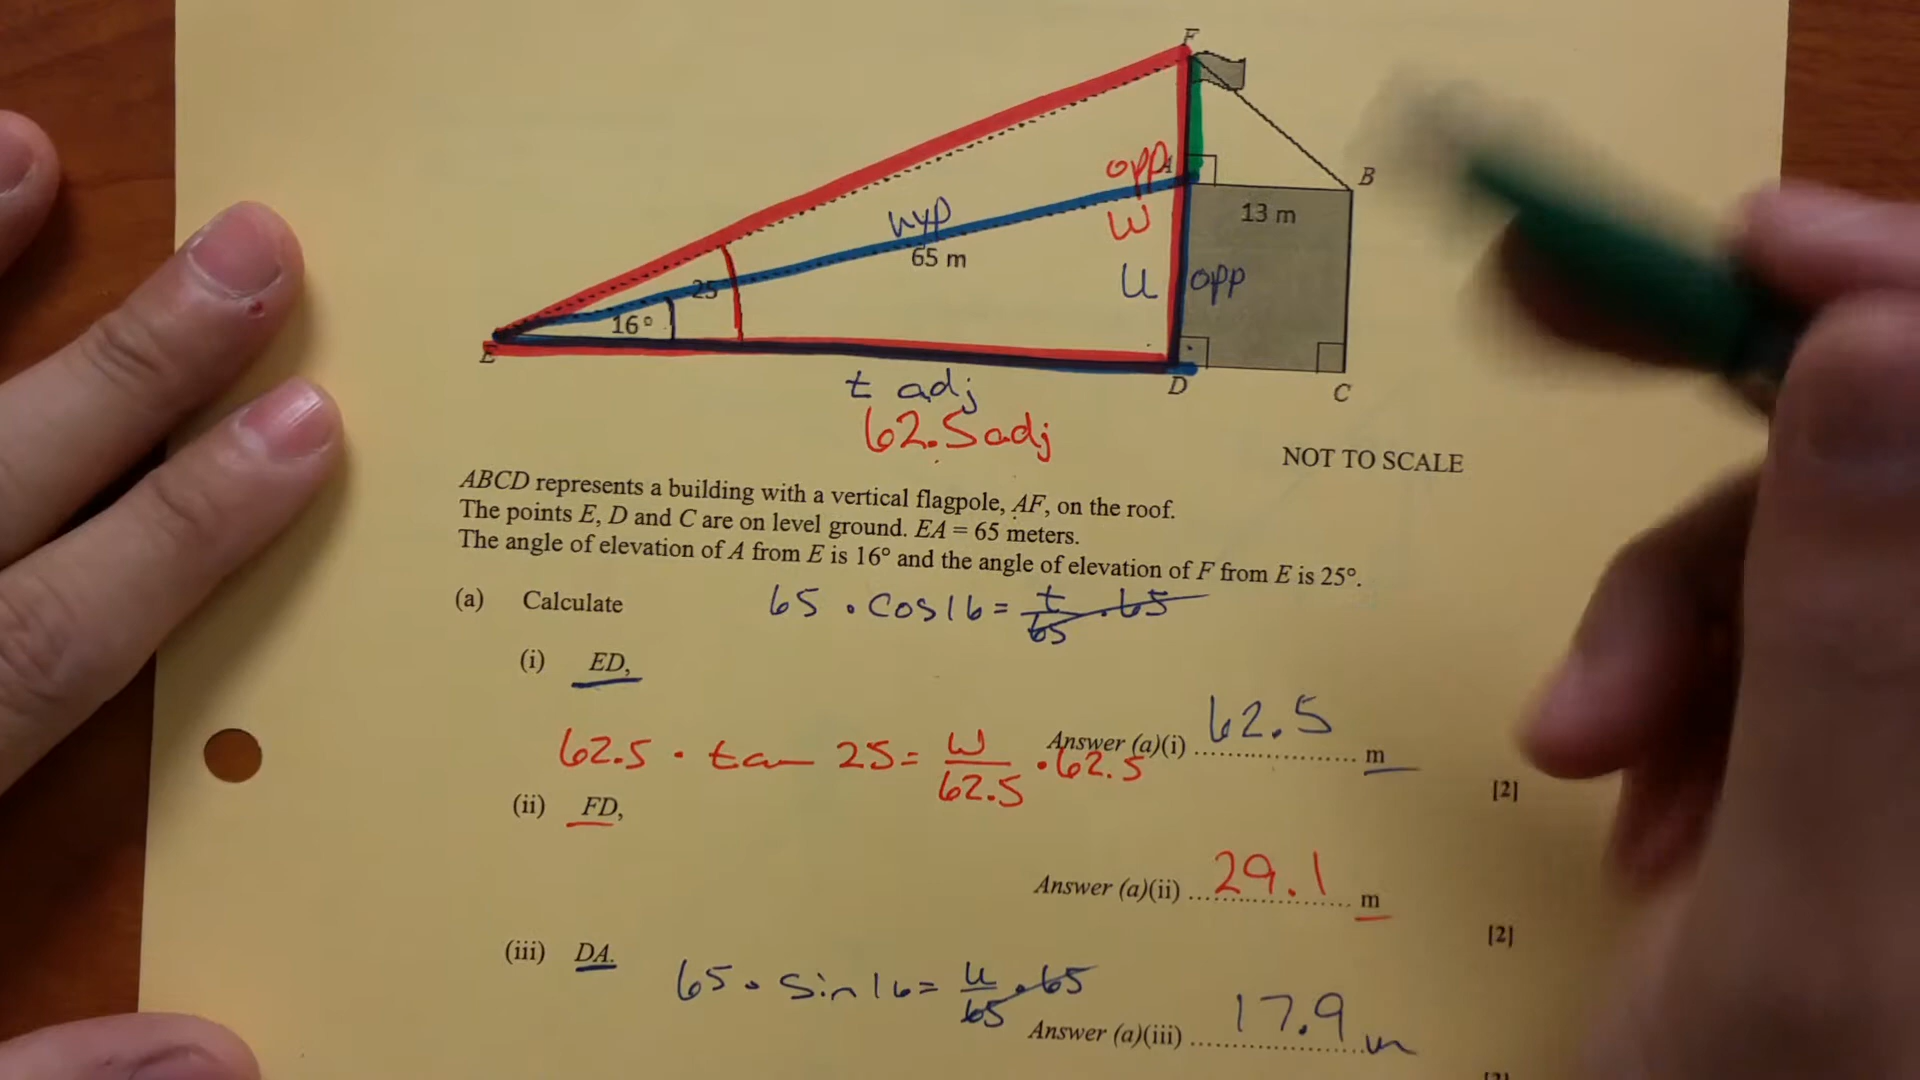 F
opp A
B
hyp
W
13 m
65 m
U opp
25
16°
E
t adj
D
C
62.5 adj
NOT TO SCALE
ABCD represents a building with a vertical flagpole, AF, on the roof.
The points E, D and C are on level ground. EA = 65 meters.
The angle of elevation of A from E is 16° and the angle of elevation of F from E is 25°.
(a) Calculate
65 · cos 16 = t/65 · 65
(i) ED,
62.5
Answer (a)(i) .................... m
62.5 · tan 25 = w/62.5 · 62.5
[2]
(ii) FD,
29.1
Answer (a)(ii) .................... m
[2]
(iii) DA.
65 · sin 16 = u/65 · 65
17.9 m
Answer (a)(iii) ....................